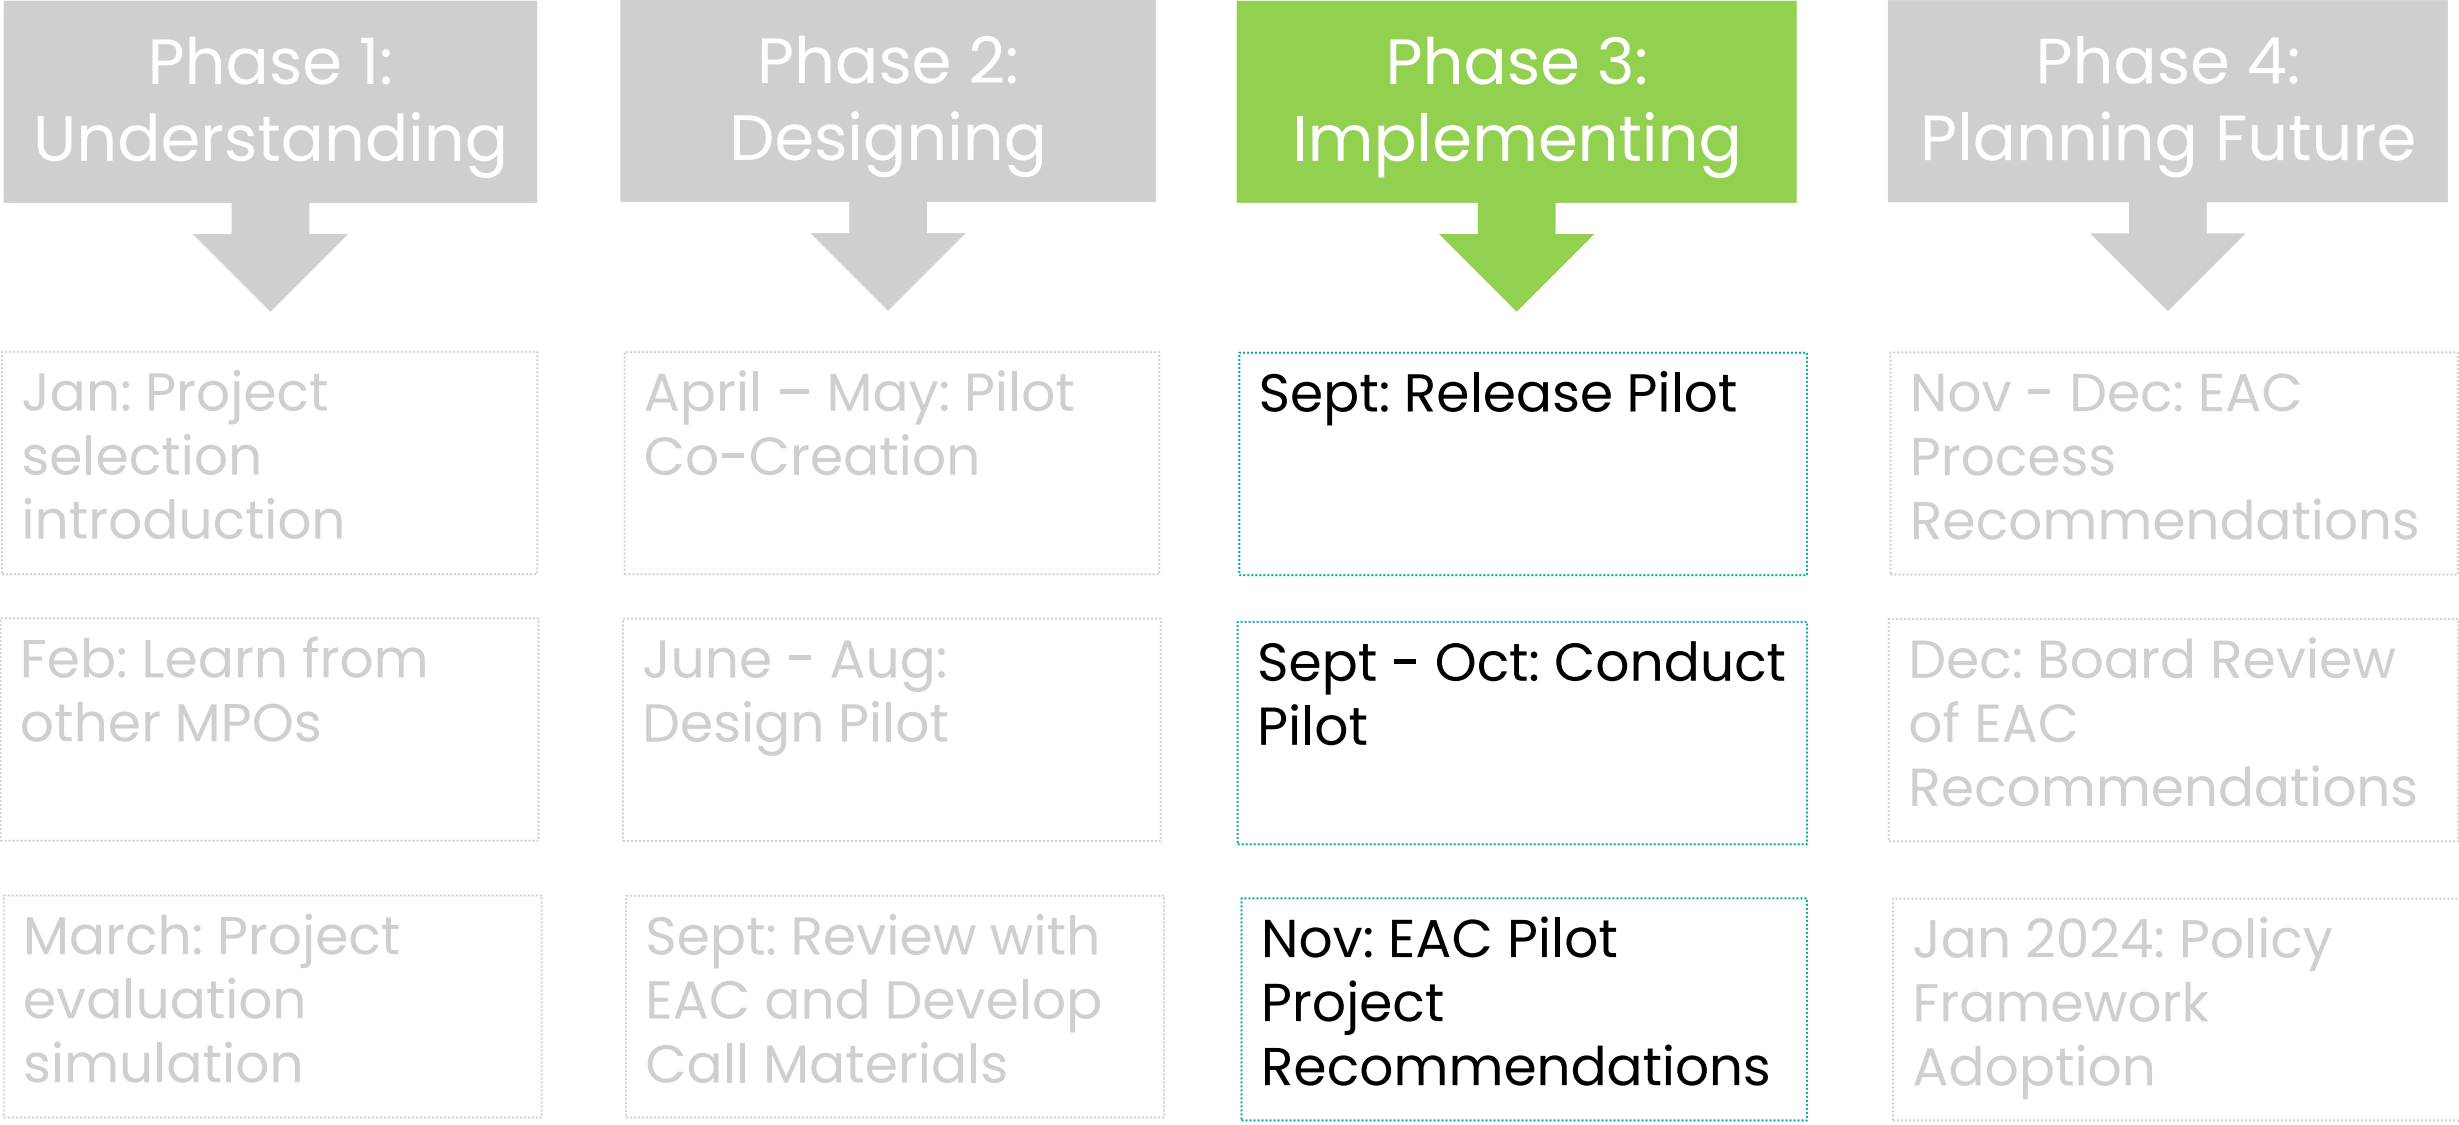 Phase 1:
Understanding
Jan: Project
selection
introduction
Feb: Learn from
other MPOs
March: Project
evaluation
simulation
Phase 2:
Designing
April – May: Pilot
Co-Creation
June - Aug:
Design Pilot
Sept: Review with
EAC and Develop
Call Materials
Phase 3:
Implementing
Sept: Release Pilot
Sept - Oct: Conduct
Pilot
Nov: EAC Pilot
Project
Recommendations
Phase 4:
Planning Future
Nov - Dec: EAC
Process
Recommendations
Dec: Board Review
of EAC
Recommendations
Jan 2024: Policy
Framework
Adoption